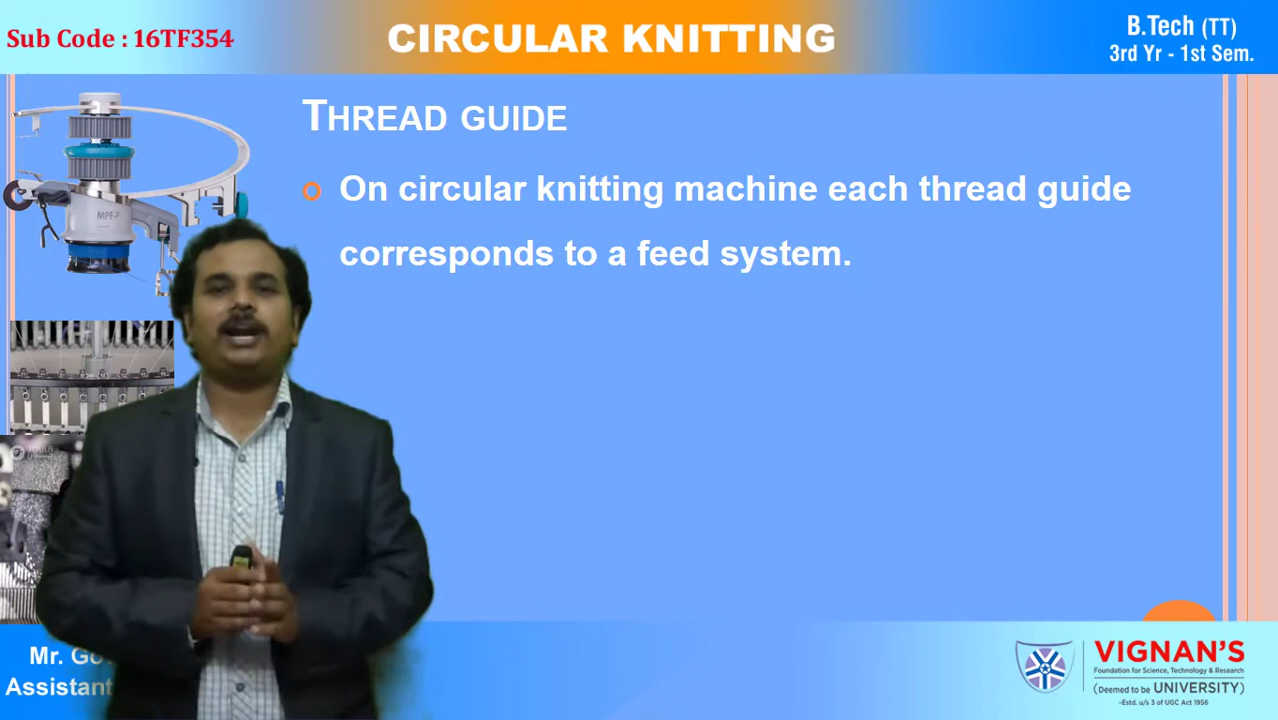 Sub Code : 16TF354
CIRCULAR KNITTING
B.Tech (TT)
3rd Yr - 1st Sem.
THREAD GUIDE
On circular knitting machine each thread guide
corresponds to a feed system.
MPF-P
Mr. Go
Assistant
VIGNAN'S
Foundation for Science, Technology & Research
(Deemed to be UNIVERSITY)
-Estd. u/s 3 of UGC Act 1956